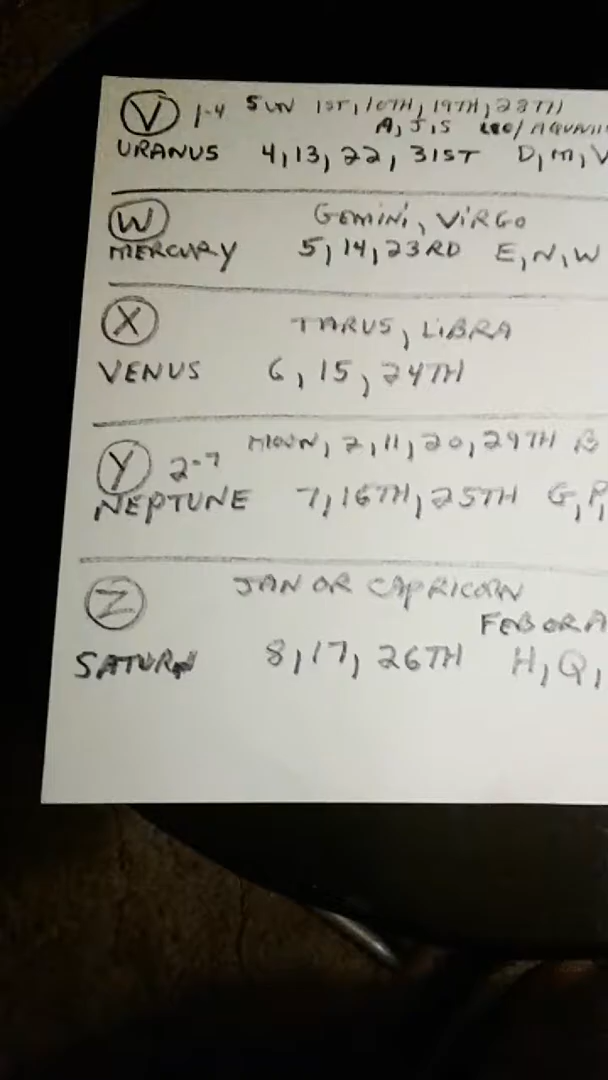 V 1-4 SUN 1ST, 10TH, 19TH, 28TH
A, J, S LEO/AQUARI
URANUS 4, 13, 22, 31ST D, M, V
W GEMINI, VIRGO
MERCURY 5, 14, 23RD E, N, W
X TARUS, LIBRA
VENUS 6, 15, 24TH
Y 2-7 MOON, 2, 11, 20, 29TH B
NEPTUNE 7, 16TH, 25TH G, P,
Z JAN OR CAPRICORN
FEB OR A
SATURN 8, 17, 26TH H, Q,